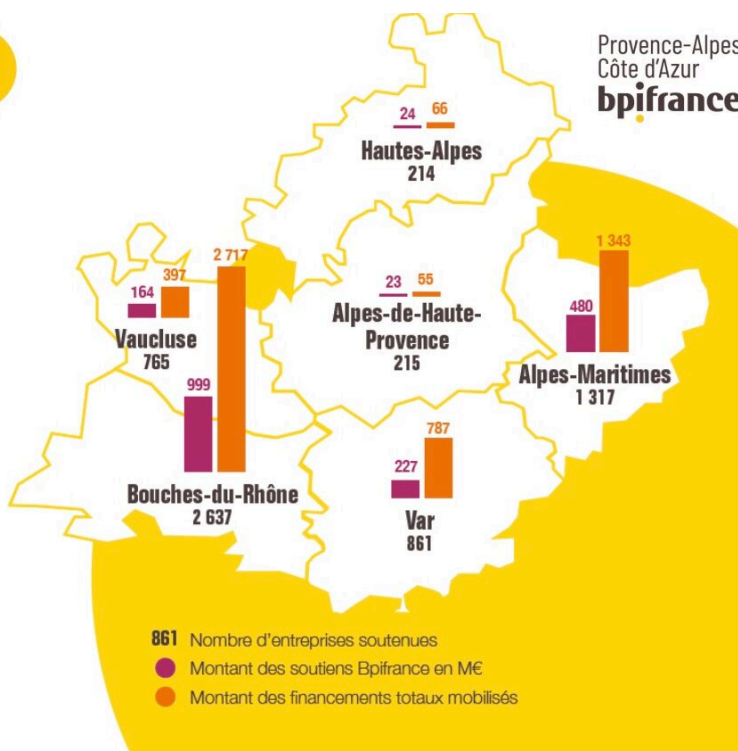 Provence-Alpes
Côte d'Azur
bpifrance
24 66
Hautes-Alpes
214
164 397
Vaucluse
765
23 55
Alpes-de-Haute-
Provence
215
480 1 343
Alpes-Maritimes
1 317
999 2 717
Bouches-du-Rhône
2 637
227 787
Var
861
861 Nombre d'entreprises soutenues
Montant des soutiens Bpifrance en M€
Montant des financements totaux mobilisés